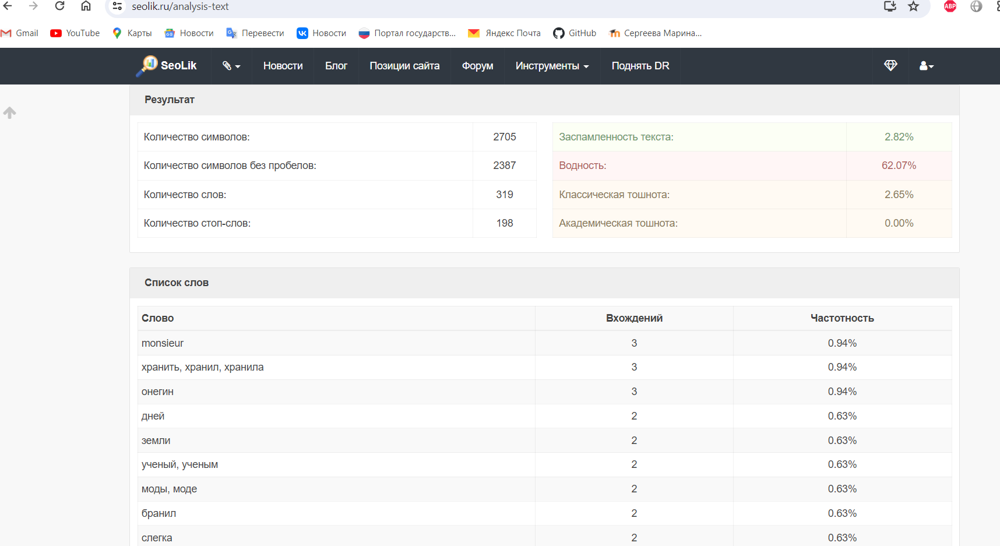 seolik.ru/analysis-text
ABP
Gmail YouTube Карты Новости Перевести Новости Портал государств... Яндекс Почта GitHub Сергеева Марина...
SeoLik Новости Блог Позиции сайта Форум Инструменты Поднять DR
Результат
Количество символов: 2705 Заспамленность текста: 2.82%
Количество символов без пробелов: 2387 Водность: 62.07%
Количество слов: 319 Классическая тошнота: 2.65%
Количество стоп-слов: 198 Академическая тошнота: 0.00%
Список слов
Слово Вхождений Частотность
monsieur 3 0.94%
хранить, хранил, хранила 3 0.94%
онегин 3 0.94%
дней 2 0.63%
земли 2 0.63%
ученый, ученым 2 0.63%
моды, моде 2 0.63%
бранил 2 0.63%
слегка 2 0.63%